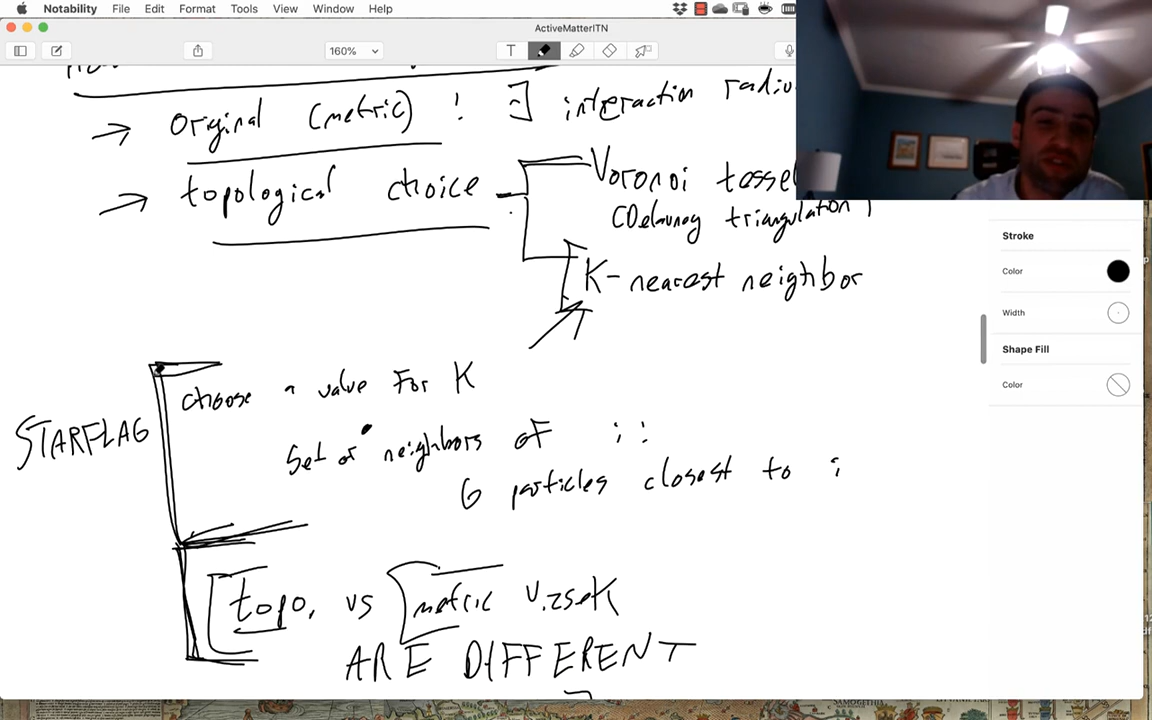 Notability File Edit Format Tools View Window Help
ActiveMatterITN
160%
T
→ Original (metric) : ∃ interaction radiu
→ topological choice
Voronoi tessel
(Delaunay triangulation)
K-nearest neighbor
STARFLAG
choose a value for K
Set of neighbors of i:
6 particles closest to i
topo. vs metric Vicsek
ARE DIFFERENT
Stroke
Color
Width
Shape Fill
Color